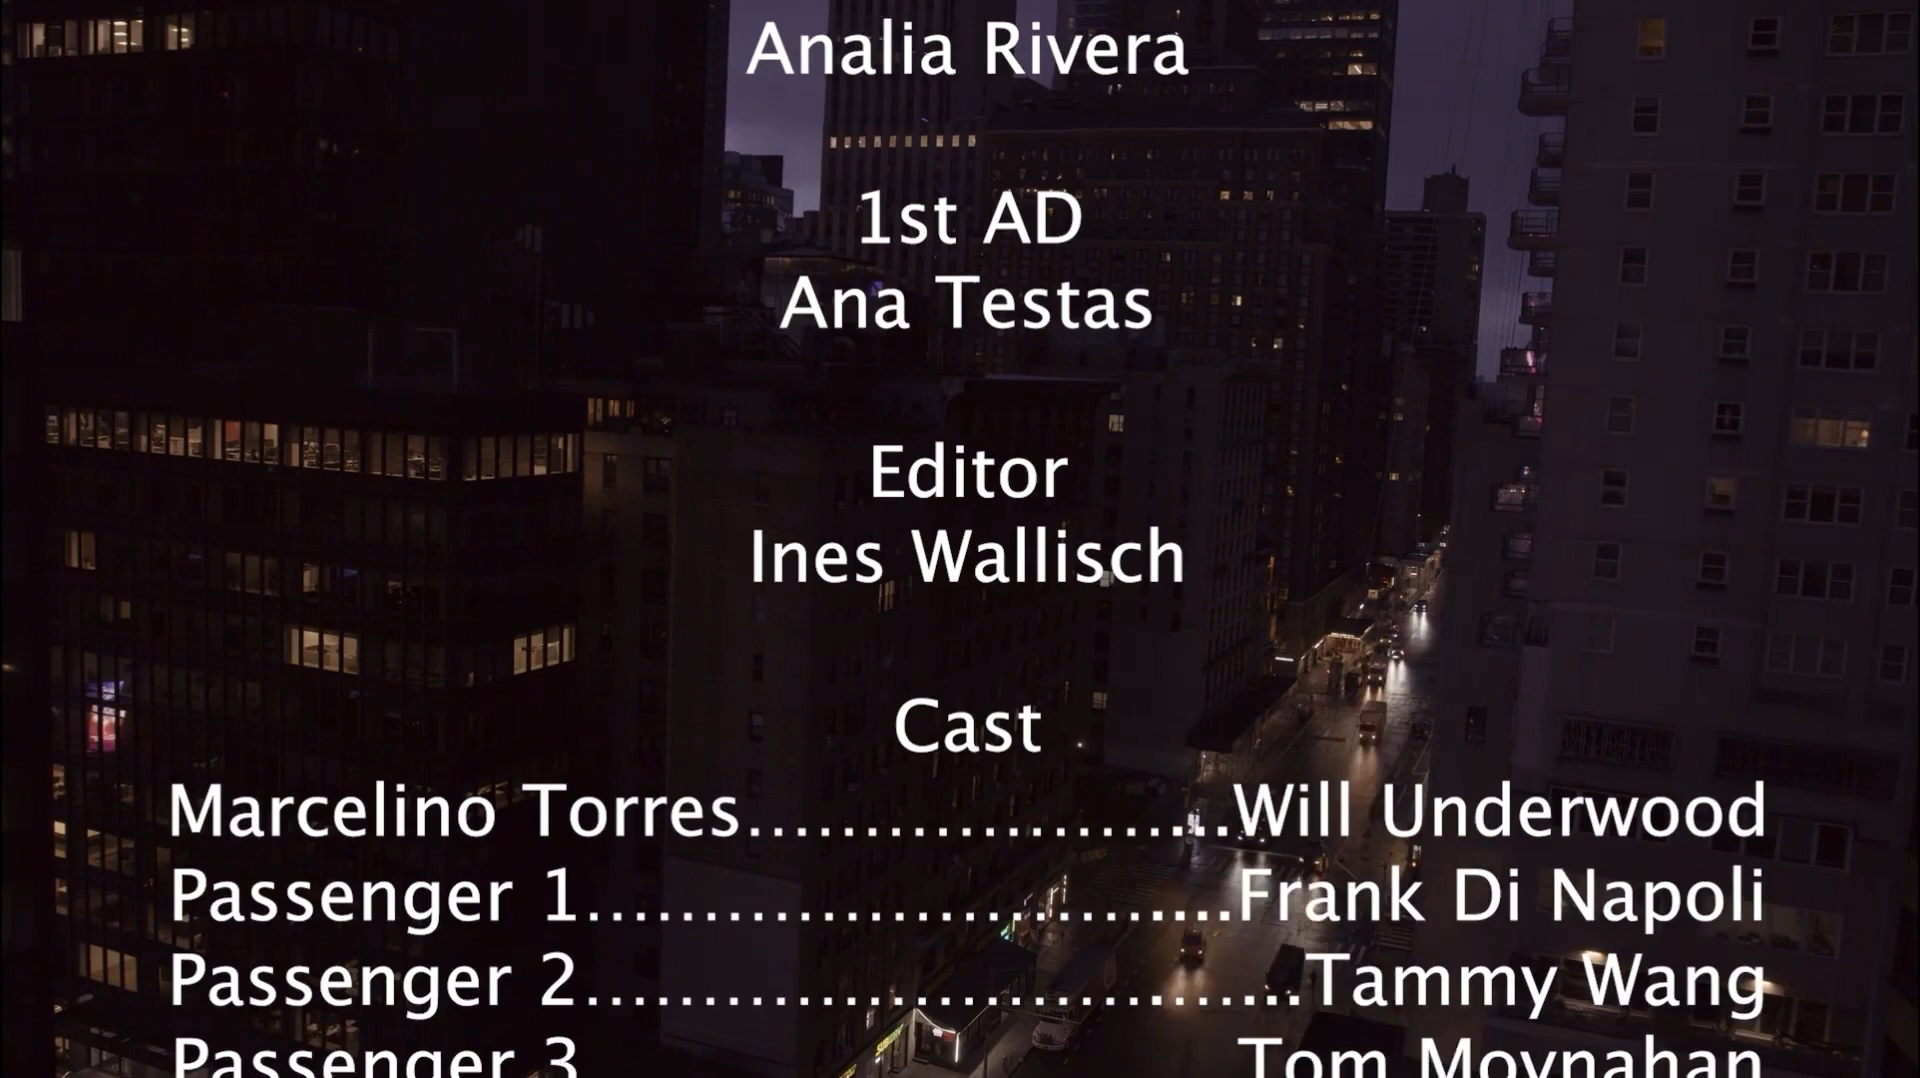 Analia Rivera
1st AD
Ana Testas
Editor
Ines Wallisch
Cast
Marcelino Torres.....................Will Underwood
Passenger 1............................Frank Di Napoli
Passenger 2...............................Tammy Wang
Passenger 3 Tom Moynahan
SUBWAY